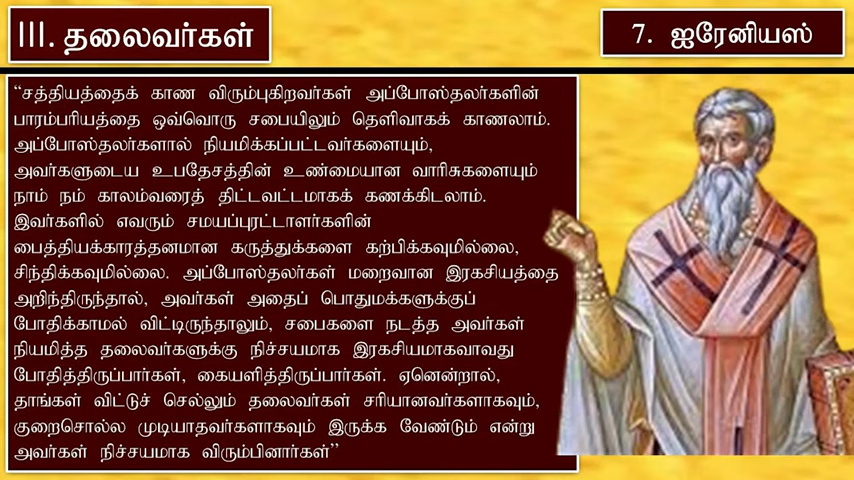 III. தலைவர்கள்
7. ஐரேனியஸ்
“சத்தியத்தைக் காண விரும்புகிறவர்கள் அப்போஸ்தலர்களின்
பாரம்பரியத்தை ஒவ்வொரு சபையிலும் தெளிவாகக் காணலாம்.
அப்போஸ்தலர்களால் நியமிக்கப்பட்டவர்களையும்,
அவர்களுடைய உபதேசத்தின் உண்மையான வாரிசுகளையும்
நாம் நம் காலம்வரைத் திட்டவட்டமாகக் கணக்கிடலாம்.
இவர்களில் எவரும் சமயப்புரட்டாளர்களின்
பைத்தியக்காரத்தனமான கருத்துக்களை கற்பிக்கவுமில்லை,
சிந்திக்கவுமில்லை. அப்போஸ்தலர்கள் மறைவான இரகசியத்தை
அறிந்திருந்தால், அவர்கள் அதைப் பொதுமக்களுக்குப்
போதிக்காமல் விட்டிருந்தாலும், சபைகளை நடத்த அவர்கள்
நியமித்த தலைவர்களுக்கு நிச்சயமாக இரகசியமாகவாவது
போதித்திருப்பார்கள், கையளித்திருப்பார்கள். ஏனென்றால்,
தாங்கள் விட்டுச் செல்லும் தலைவர்கள் சரியானவர்களாகவும்,
குறைசொல்ல முடியாதவர்களாகவும் இருக்க வேண்டும் என்று
அவர்கள் நிச்சயமாக விரும்பினார்கள்”